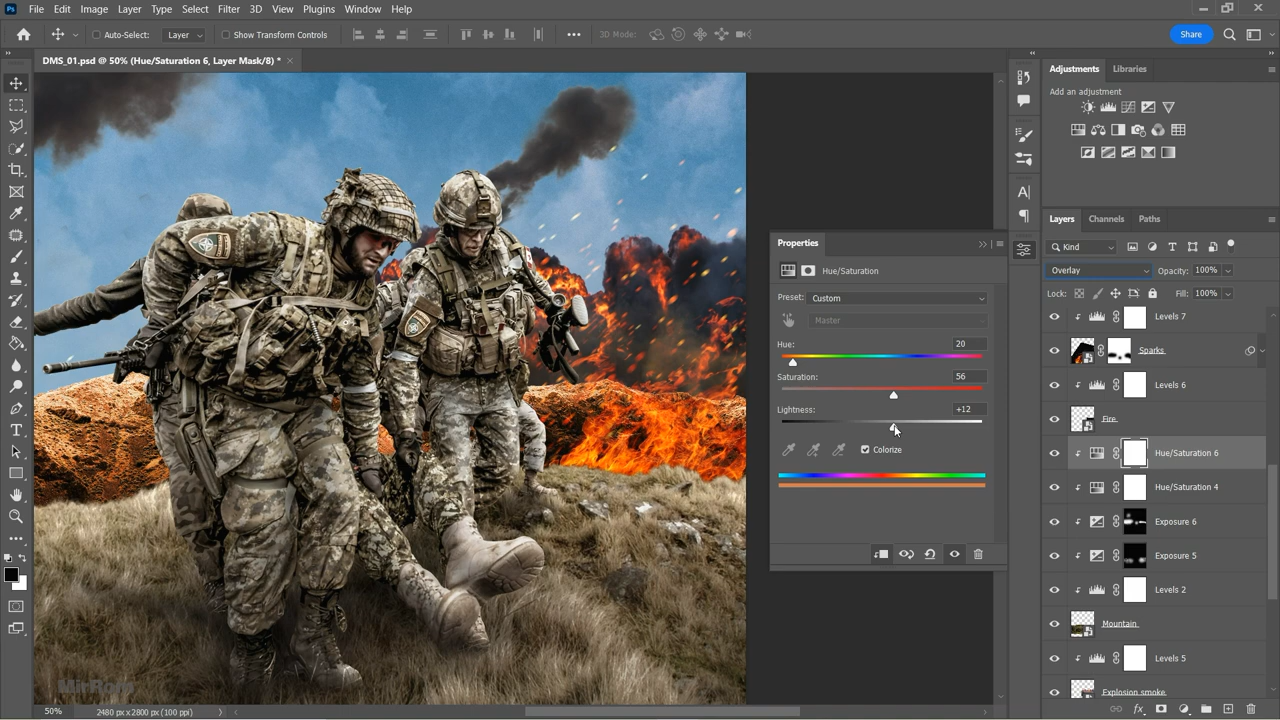 Ps File Edit Image Layer Type Select Filter 3D View Plugins Window Help
Auto-Select: Layer Show Transform Controls 3D Mode: Share
DMS_01.psd @ 50% (Hue/Saturation 6, Layer Mask/8) *
Adjustments Libraries
Add an adjustment
Layers Channels Paths
Kind
Overlay Opacity: 100%
Lock: Fill: 100%
Levels 7
Sparks
Levels 6
Fire
Hue/Saturation 6
Hue/Saturation 4
Exposure 6
Exposure 5
Levels 2
Mountain
Levels 5
Explosion smoke
Properties
Hue/Saturation
Preset: Custom
Master
Hue: 20
Saturation: 56
Lightness: +12
Colorize
MirRom
50% 2480 px x 2800 px (100 ppi)